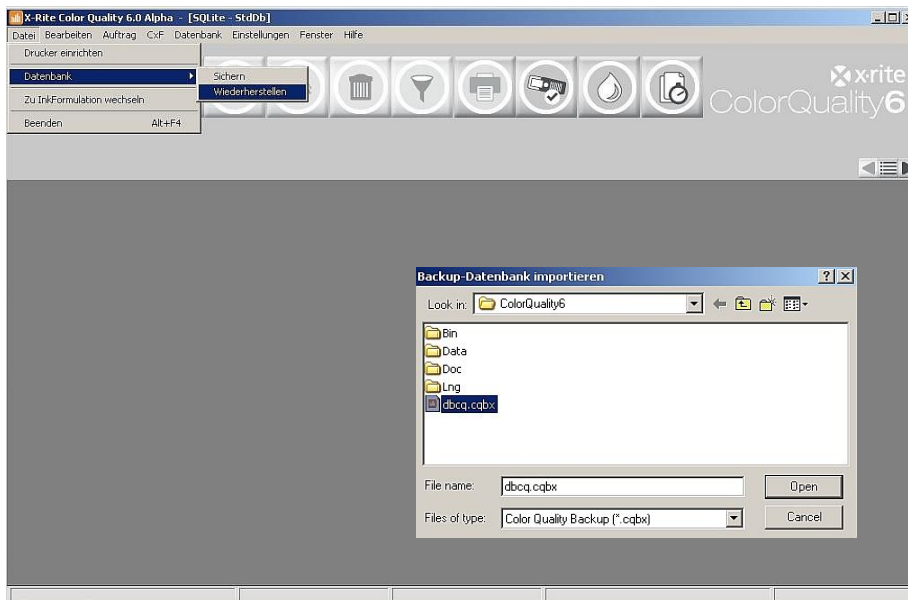 X-Rite Color Quality 6.0 Alpha - [SQLite - StdDb]
Datei Bearbeiten Auftrag CxF Datenbank Einstellungen Fenster Hilfe
Drucker einrichten
Datenbank
Sichern
Wiederherstellen
Zu InkFormulation wechseln
Beenden Alt+F4
x·rite
ColorQuality6
Backup-Datenbank importieren
Look in: ColorQuality6
Bin
Data
Doc
Lng
dbcq.cqbx
File name: dbcq.cqbx Open
Files of type: Color Quality Backup (*.cqbx) Cancel